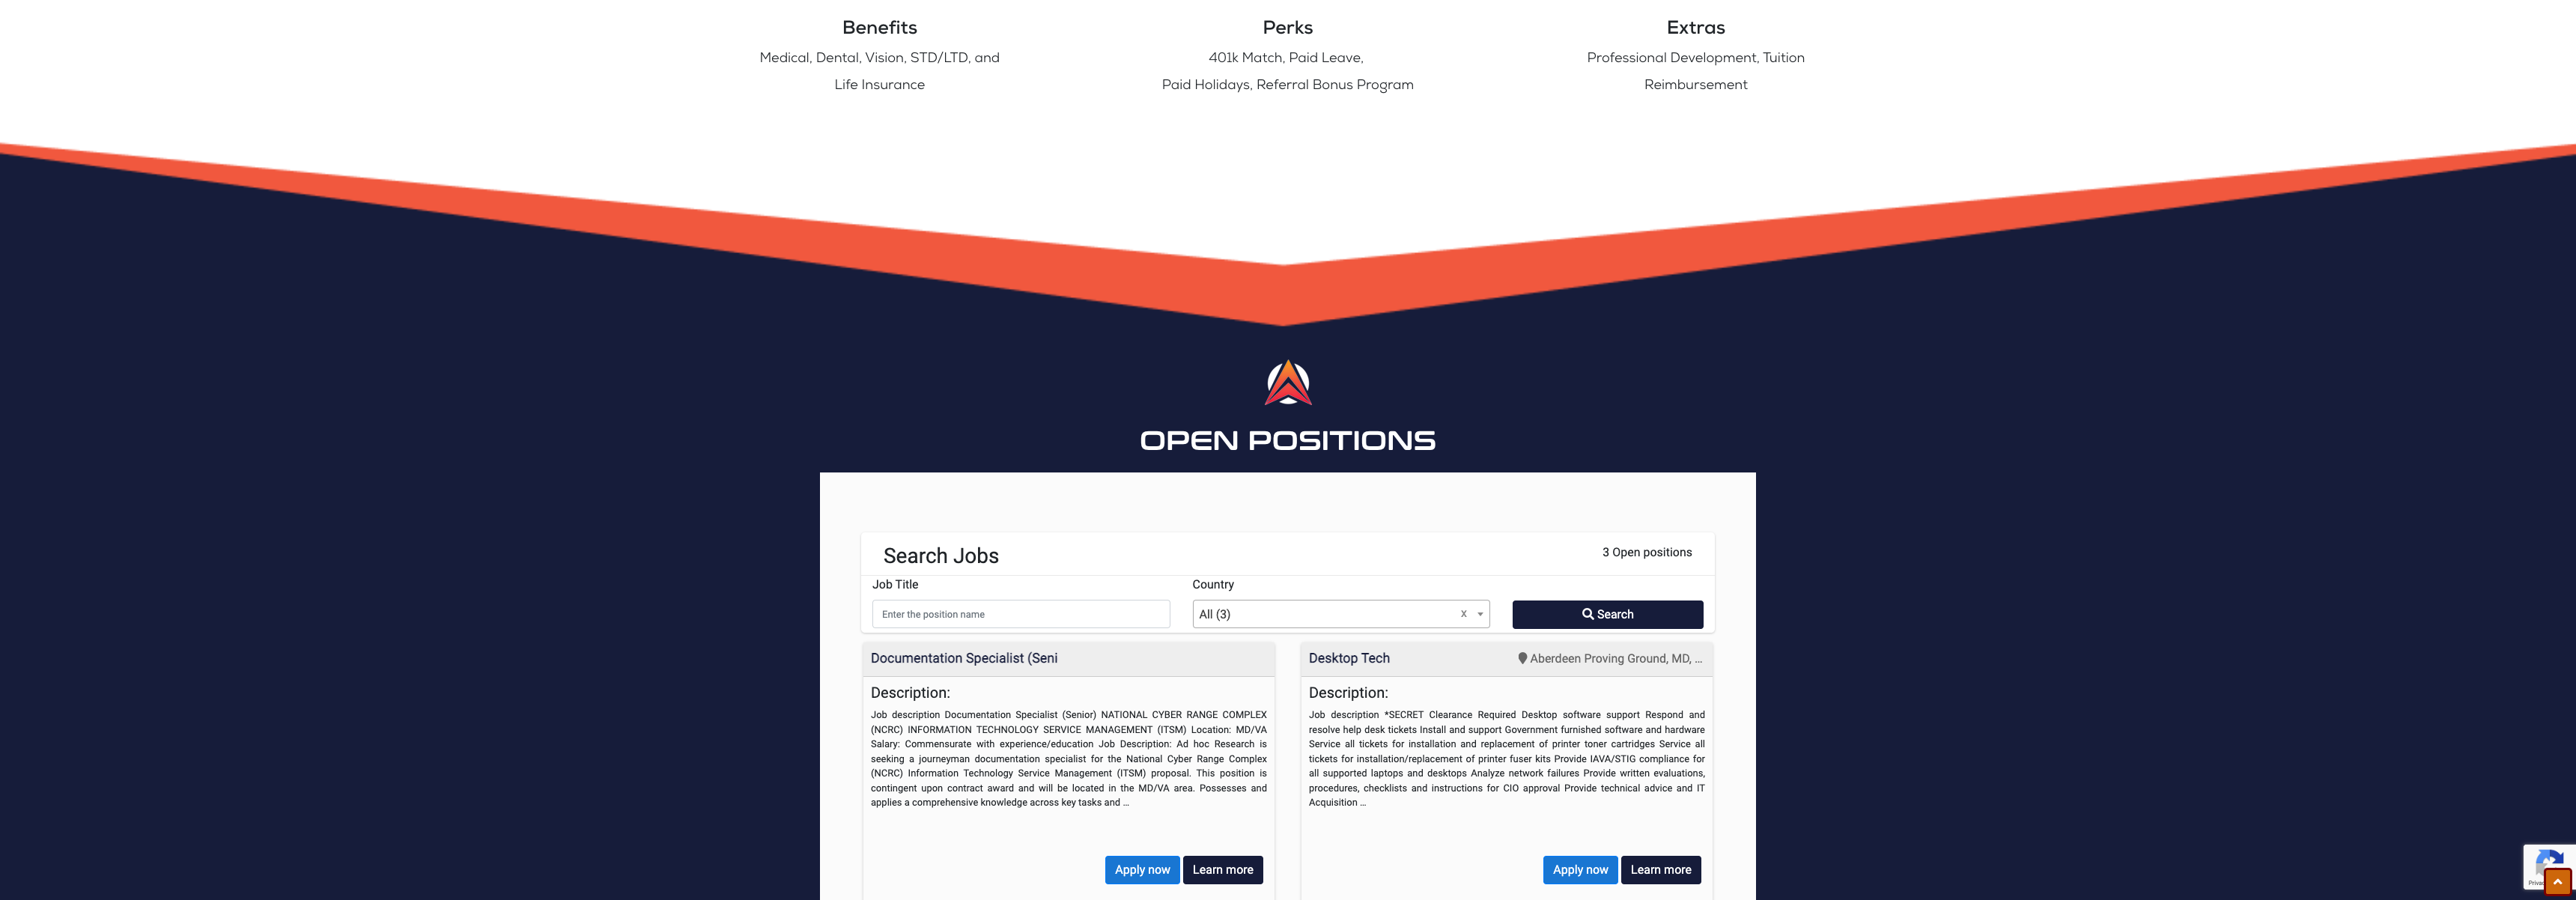 Benefits
Medical, Dental, Vision, STD/LTD, and
Life Insurance
Perks
401k Match, Paid Leave,
Paid Holidays, Referral Bonus Program
Extras
Professional Development, Tuition
Reimbursement
OPEN POSITIONS
Search Jobs
3 Open positions
Job Title
Country
Enter the position name
All (3)
x
Search
Documentation Specialist (Seni
Description:
Job description Documentation Specialist (Senior) NATIONAL CYBER RANGE COMPLEX
(NCRC) INFORMATION TECHNOLOGY SERVICE MANAGEMENT (ITSM) Location: MD/VA
Salary: Commensurate with experience/education Job Description: Ad hoc Research is
seeking a journeyman documentation specialist for the National Cyber Range Complex
(NCRC) Information Technology Service Management (ITSM) proposal. This position is
contingent upon contract award and will be located in the MD/VA area. Possesses and
applies a comprehensive knowledge across key tasks and ...
Apply now
Learn more
Desktop Tech
Aberdeen Proving Ground, MD, ...
Description:
Job description *SECRET Clearance Required Desktop software support Respond and
resolve help desk tickets Install and support Government furnished software and hardware
Service all tickets for installation and replacement of printer toner cartridges Service all
tickets for installation/replacement of printer fuser kits Provide IAVA/STIG compliance for
all supported laptops and desktops Analyze network failures Provide written evaluations,
procedures, checklists and instructions for CIO approval Provide technical advice and IT
Acquisition ...
Apply now
Learn more